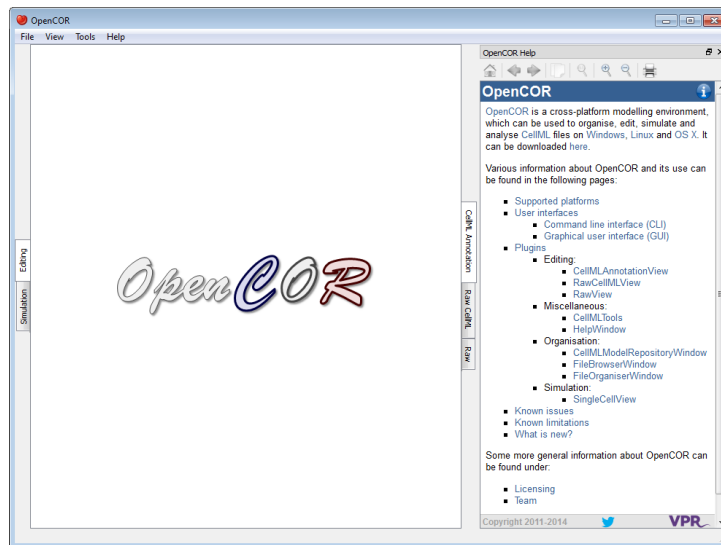 OpenCOR
File View Tools Help
Editing
Simulation
OpenCOR
CellML Annotation
Raw CellML
Raw
OpenCOR Help
OpenCOR
OpenCOR is a cross-platform modelling environment,
which can be used to organise, edit, simulate and
analyse CellML files on Windows, Linux and OS X. It
can be downloaded here.
Various information about OpenCOR and its use can
be found in the following pages:
Supported platforms
User interfaces
Command line interface (CLI)
Graphical user interface (GUI)
Plugins
Editing:
CellMLAnnotationView
RawCellMLView
RawView
Miscellaneous:
CellMLTools
HelpWindow
Organisation:
CellMLModelRepositoryWindow
FileBrowserWindow
FileOrganiserWindow
Simulation:
SingleCellView
Known issues
Known limitations
What is new?
Some more general information about OpenCOR can
be found under:
Licensing
Team
Copyright 2011-2014
VPR